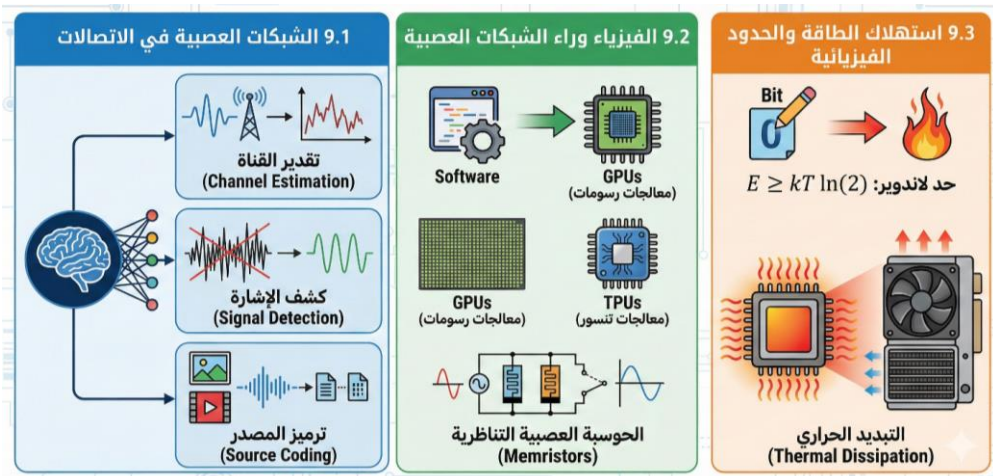 9.1 الشبكات العصبية في الاتصالات
تقدير القناة
(Channel Estimation)
كشف الإشارة
(Signal Detection)
ترميز المصدر
(Source Coding)
9.2 الفيزياء وراء الشبكات العصبية
Software
GPUs
(معالجات رسومات)
GPUs
(معالجات رسومات)
TPUs
(معالجات تنسور)
الحوسبة العصبية التناظرية
(Memristors)
9.3 استهلاك الطاقة والحدود
الفيزيائية
Bit
0
حد لاندوير: E ≥ kT ln(2)
التبديد الحراري
(Thermal Dissipation)